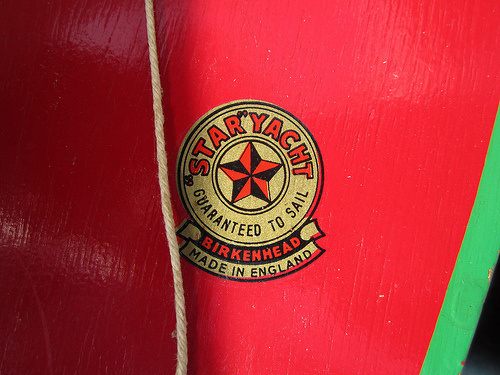 "STAR" YACHT
GUARANTEED TO SAIL
BIRKENHEAD
MADE IN ENGLAND